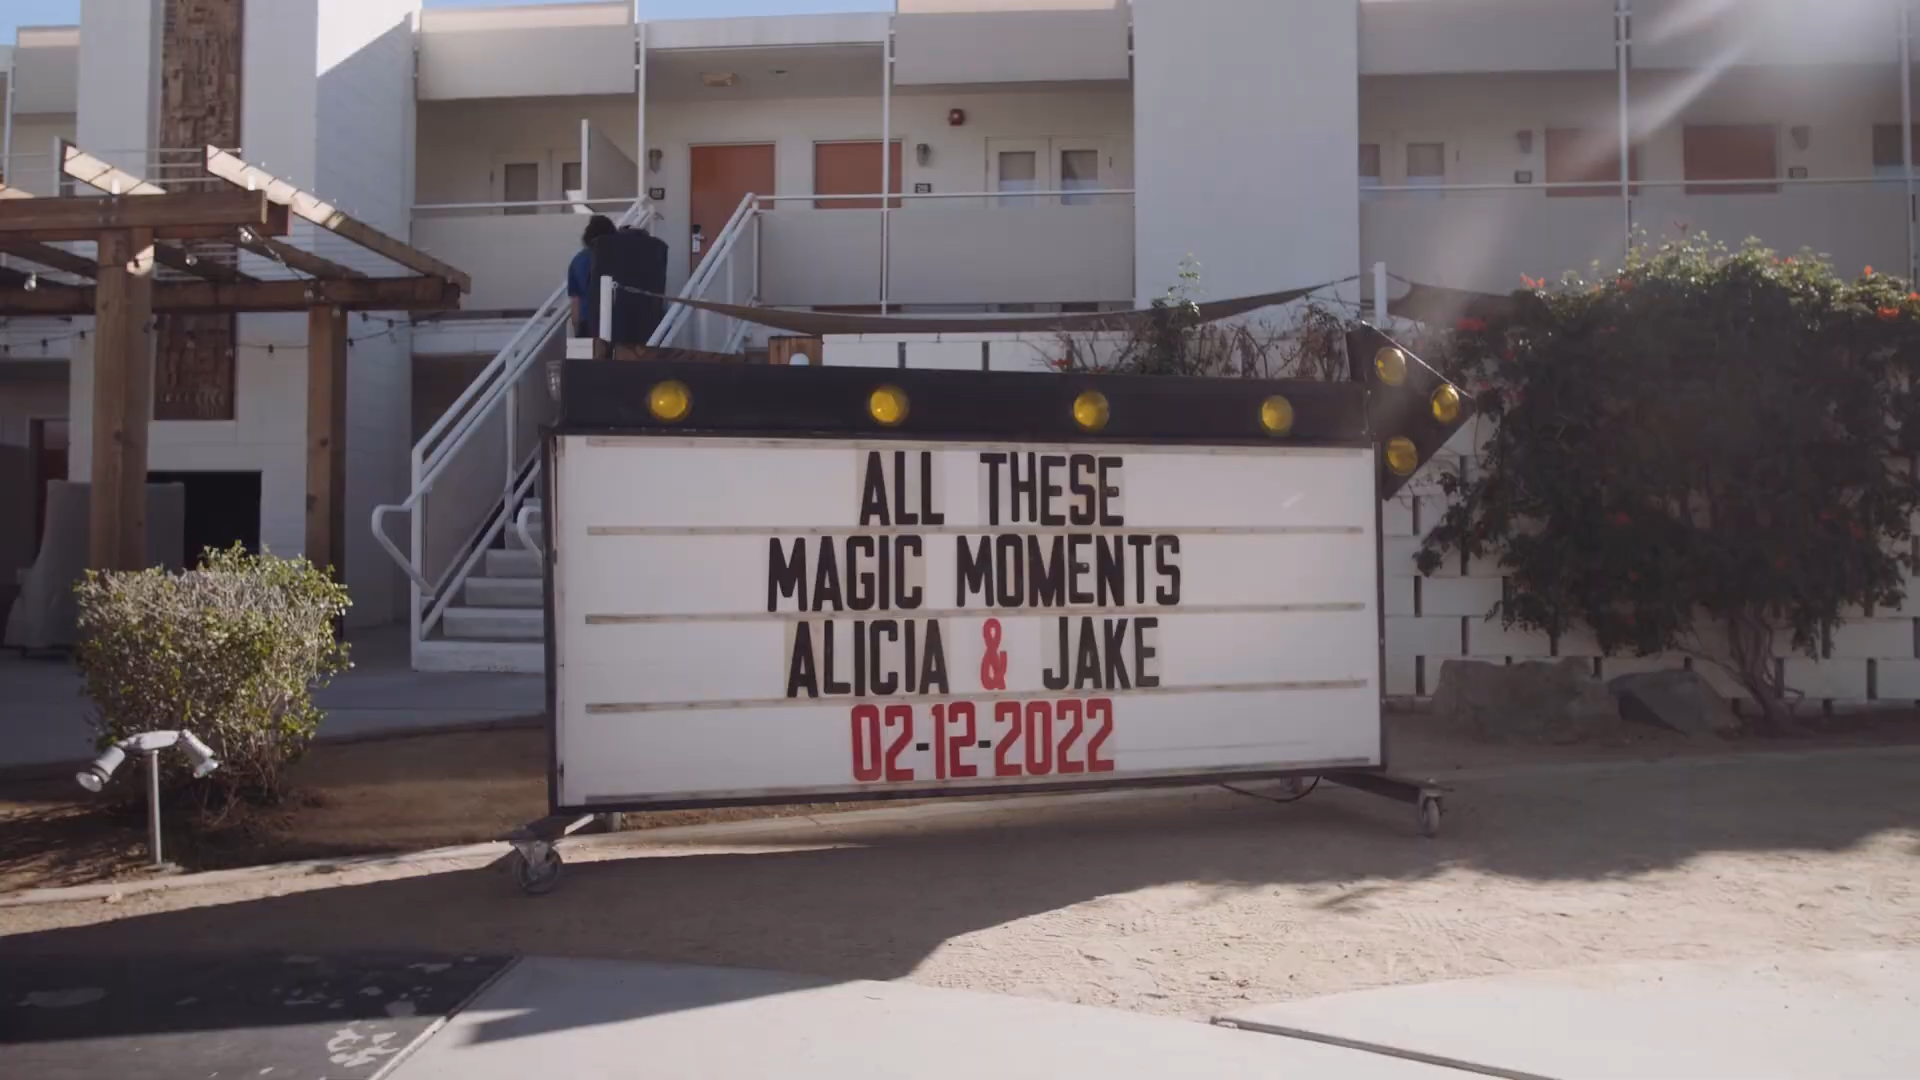 ALL THESE
MAGIC MOMENTS
ALICIA & JAKE
02-12-2022